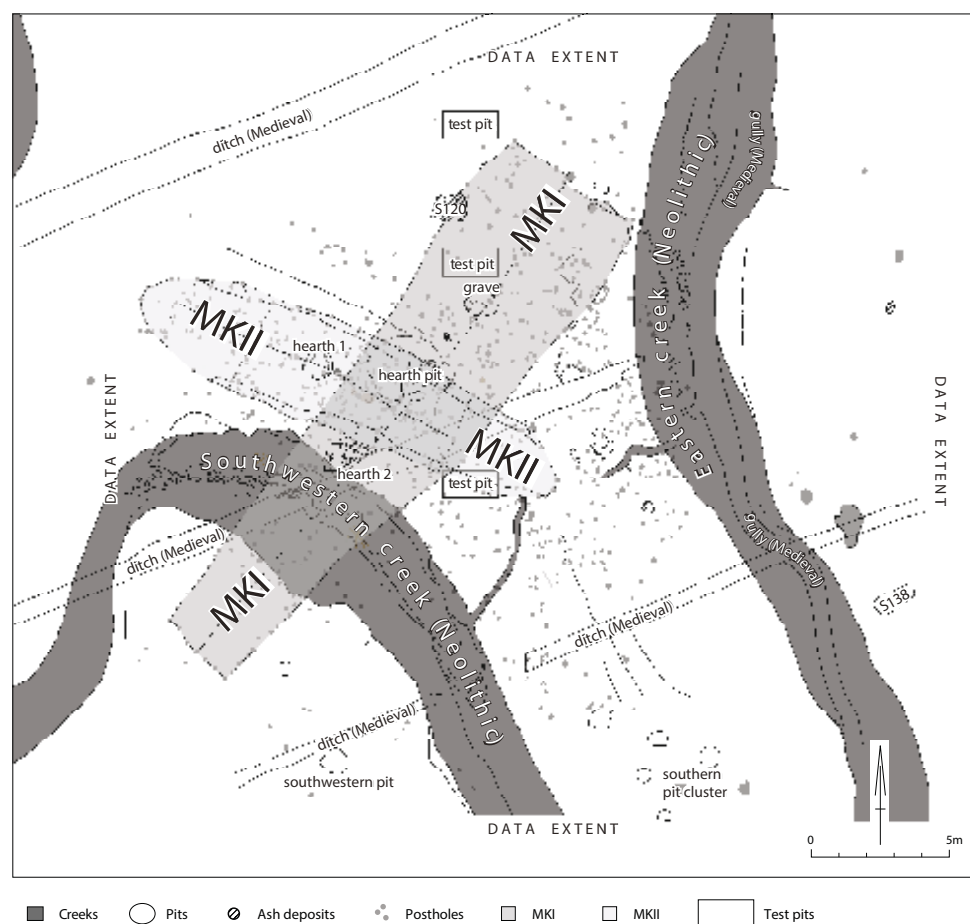 DATA EXTENT
ditch (Medieval)
test pit
gully (Medieval)
Eastern creek (Neolithic)
S120
MKI
test pit
grave
MKII
hearth 1
hearth pit
DATA EXTENT
DATA EXTENT
MKII
Southwestern creek (Neolithic)
hearth 2
test pit
ditch (Medieval)
gully (Medieval)
MKI
S138
ditch (Medieval)
ditch (Medieval)
southwestern pit
southern
pit cluster
DATA EXTENT
0 5m
Creeks Pits Ash deposits Postholes MKI MKII Test pits